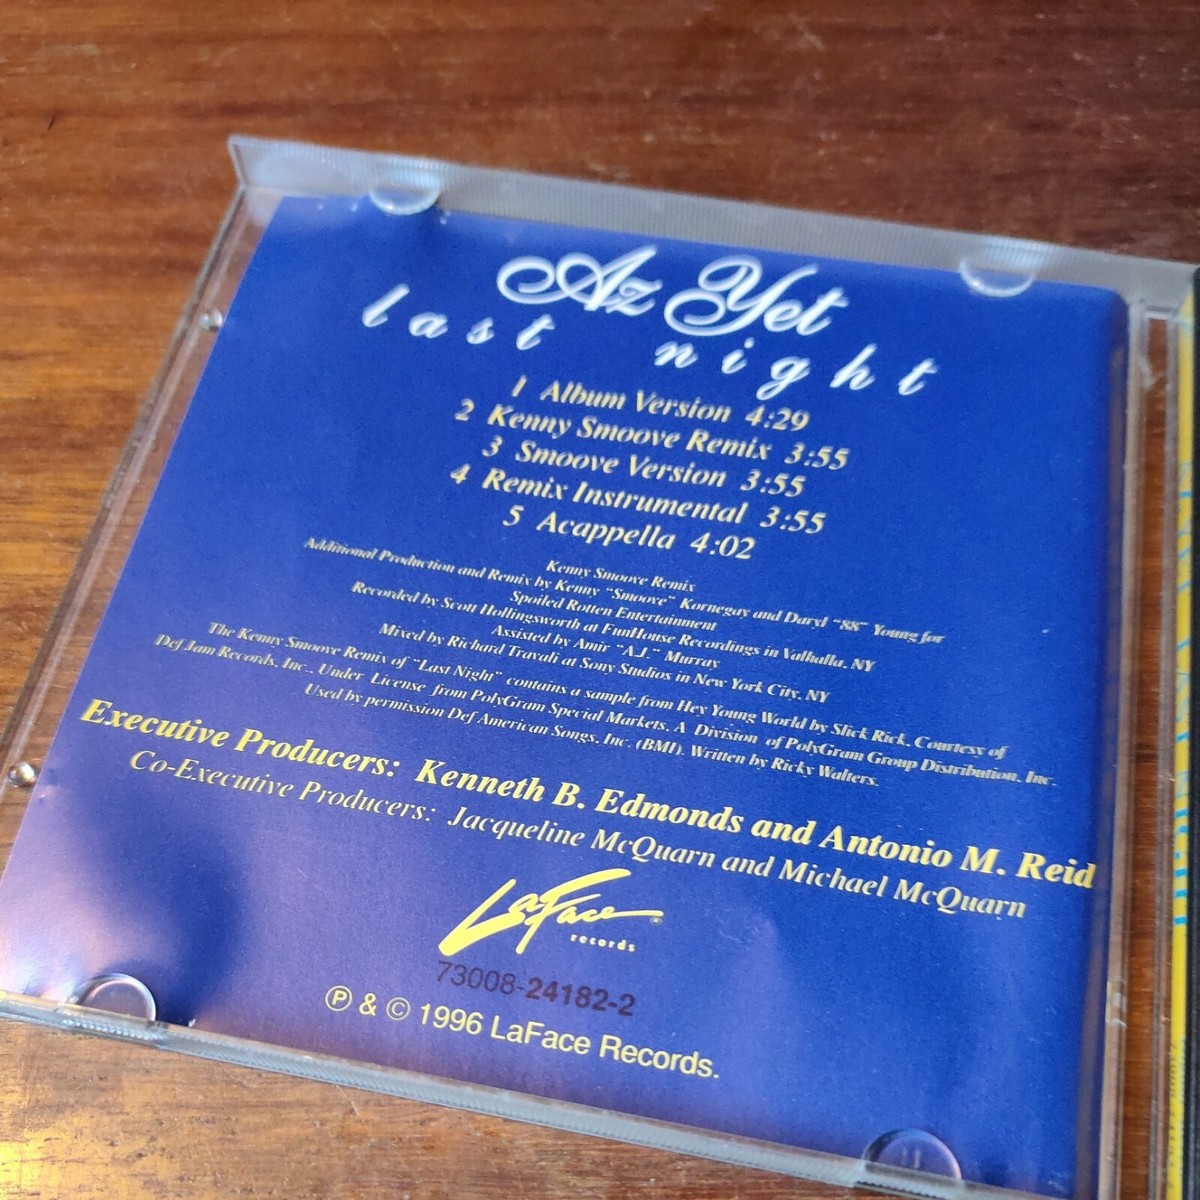 Az Yet
last night
1 Album Version 4:29
2 Kenny Smoove Remix 3:55
3 Smoove Version 3:55
4 Remix Instrumental 3:55
5 Acappella 4:02
Kenny Smoove Remix
Additional Production and Remix by Kenny "Smoove" Kornegay and Daryl "88" Young for
Spoiled Rotten Entertainment
Recorded by Scott Hollingsworth at FunHouse Recordings in Valhalla, NY
Assisted by Amir "A.J." Murray
Mixed by Richard Travali at Sony Studios in New York City, NY
The Kenny Smoove Remix of "Last Night" contains a sample from Hey Young World by Slick Rick, Courtesy of
Def Jam Records, Inc., Under License from PolyGram Special Markets, A Division of PolyGram Group Distribution, Inc.
Used by permission Def American Songs, Inc. (BMI). Written by Ricky Walters.
Executive Producers: Kenneth B. Edmonds and Antonio M. Reid
Co-Executive Producers: Jacqueline McQuarn and Michael McQuarn
LaFace
records
73008-24182-2
℗ & © 1996 LaFace Records.